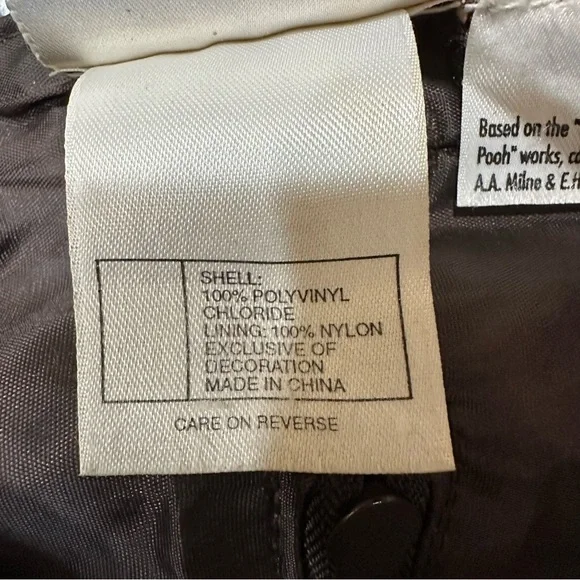 SHELL:
100% POLYVINYL
CHLORIDE
LINING: 100% NYLON
EXCLUSIVE OF
DECORATION
MADE IN CHINA
CARE ON REVERSE
Based on the "
Pooh" works,
A.A. Milne & E.H